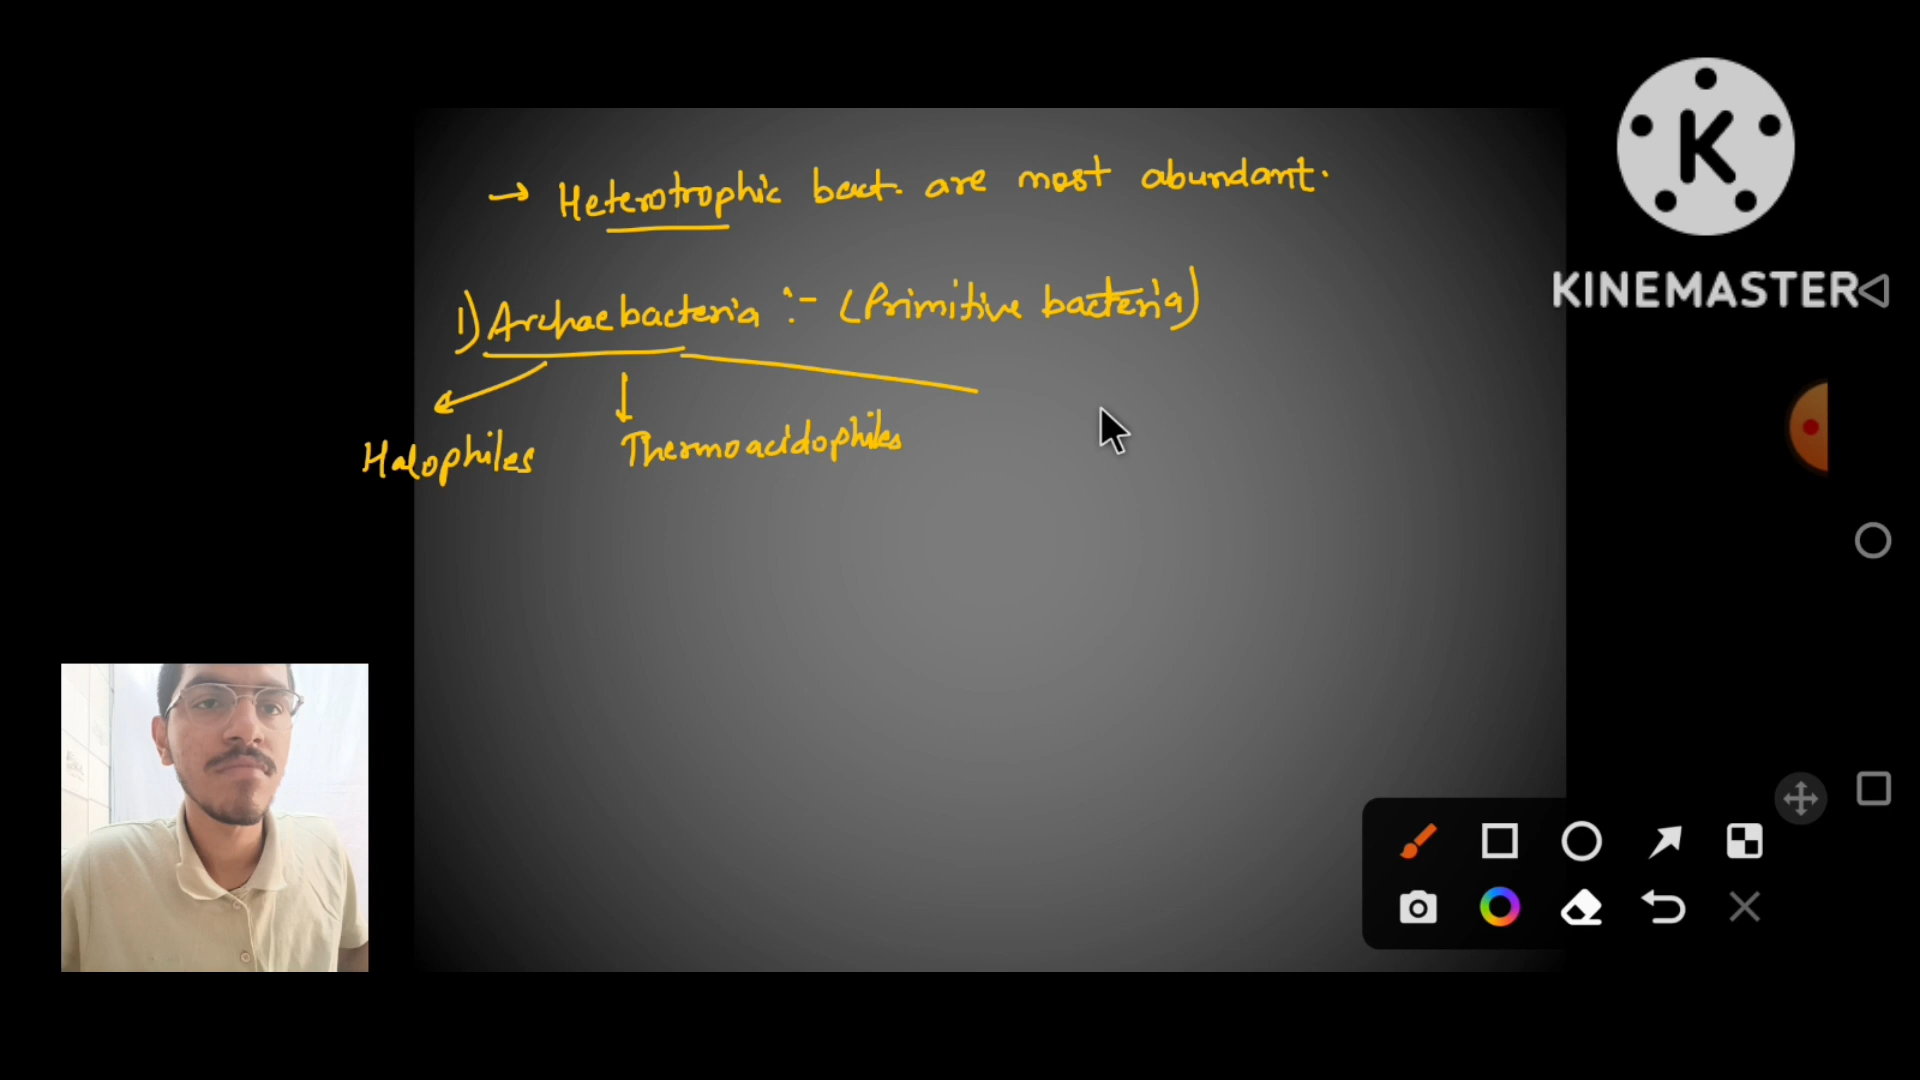 → Heterotrophic bact. are most abundant.
1) Archaebacteria :- (Primitive bacteria)
Halophiles Thermoacidophiles
K
KINEMASTER